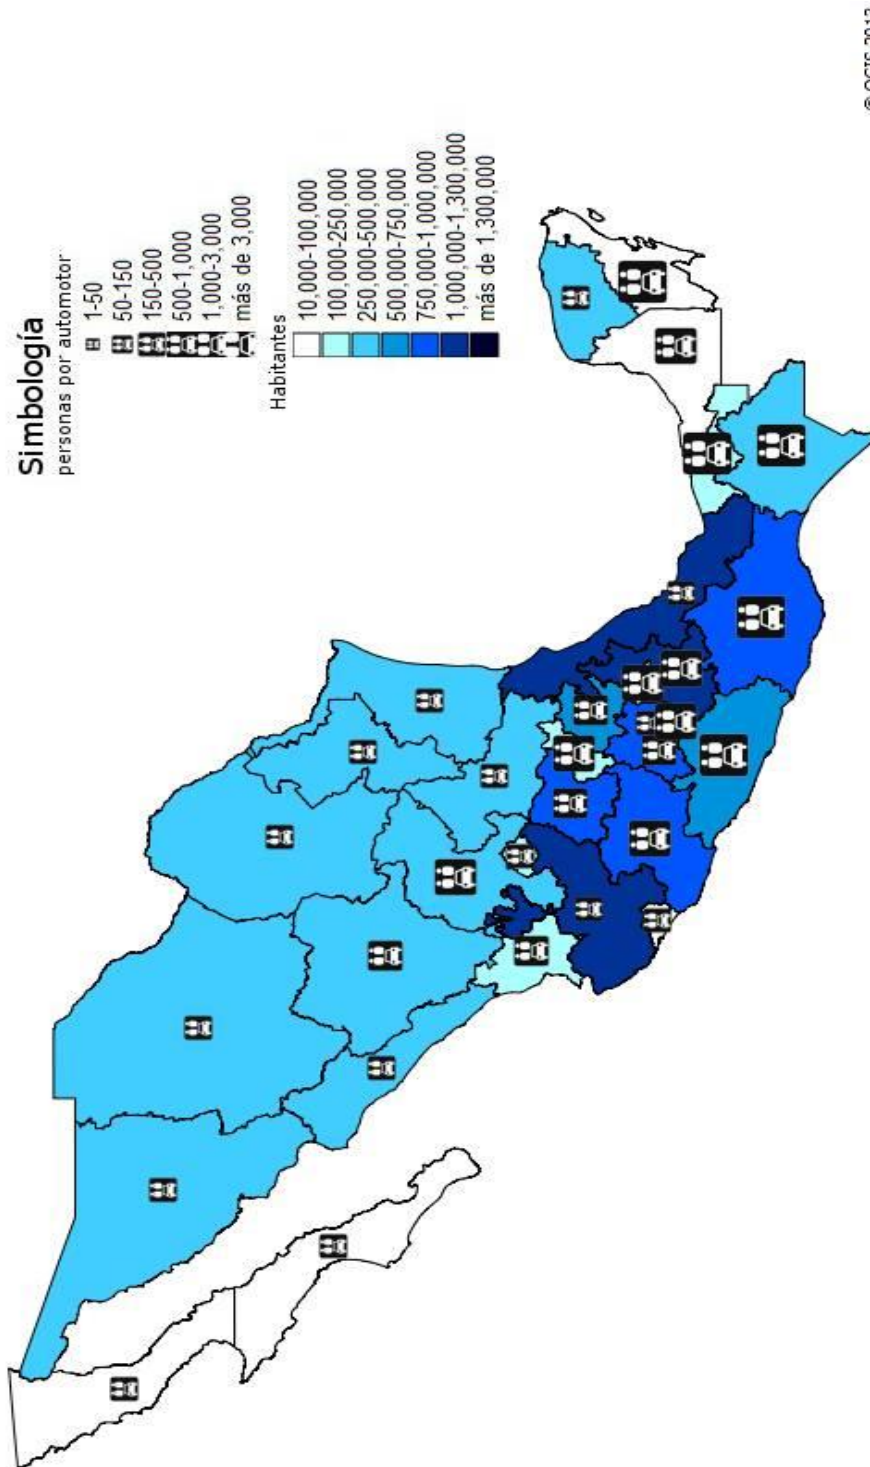 Simbología
personas por automotor
1-50
50-150
150-500
500-1,000
1,000-3,000
más de 3,000
Habitantes
10,000-100,000
100,000-250,000
250,000-500,000
500,000-750,000
750,000-1,000,000
1,000,000-1,300,000
más de 1,300,000